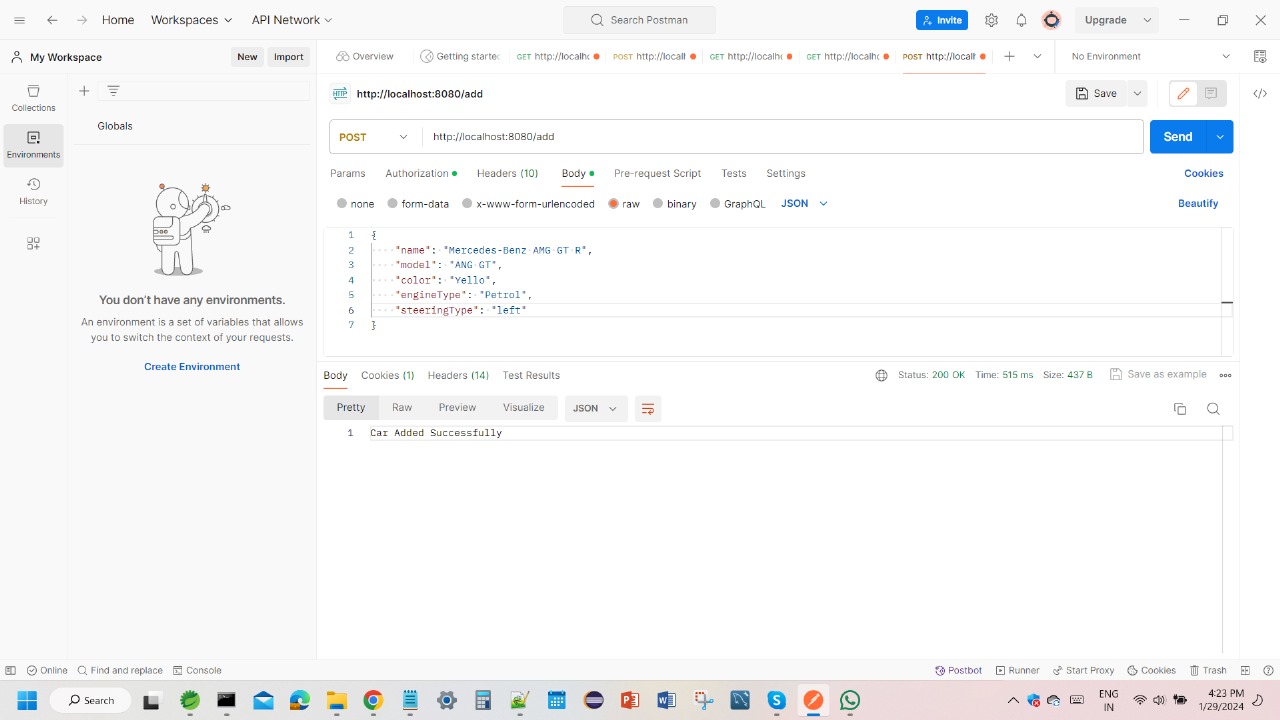 Home Workspaces API Network Search Postman Invite Upgrade
My Workspace New Import Overview Getting starte GET http://localho POST http://locall GET http://localho GET http://localho POST http://localh No Environment
Collections
Environments
History
Globals
You don't have any environments.
An environment is a set of variables that allows
you to switch the context of your requests.
Create Environment
HTTP http://localhost:8080/add Save
POST http://localhost:8080/add Send
Params Authorization Headers (10) Body Pre-request Script Tests Settings Cookies
none form-data x-www-form-urlencoded raw binary GraphQL JSON Beautify
1 {
2 "name": "Mercedes-Benz AMG GT R",
3 "model": "ANG GT",
4 "color": "Yello",
5 "engineType": "Petrol",
6 "steeringType": "left"
7 }
Body Cookies (1) Headers (14) Test Results Status: 200 OK Time: 515 ms Size: 437 B Save as example
Pretty Raw Preview Visualize JSON
1 Car Added Successfully
Online Find and replace Console Postbot Runner Start Proxy Cookies Trash
Search ENG 4:23 PM
IN 1/29/2024